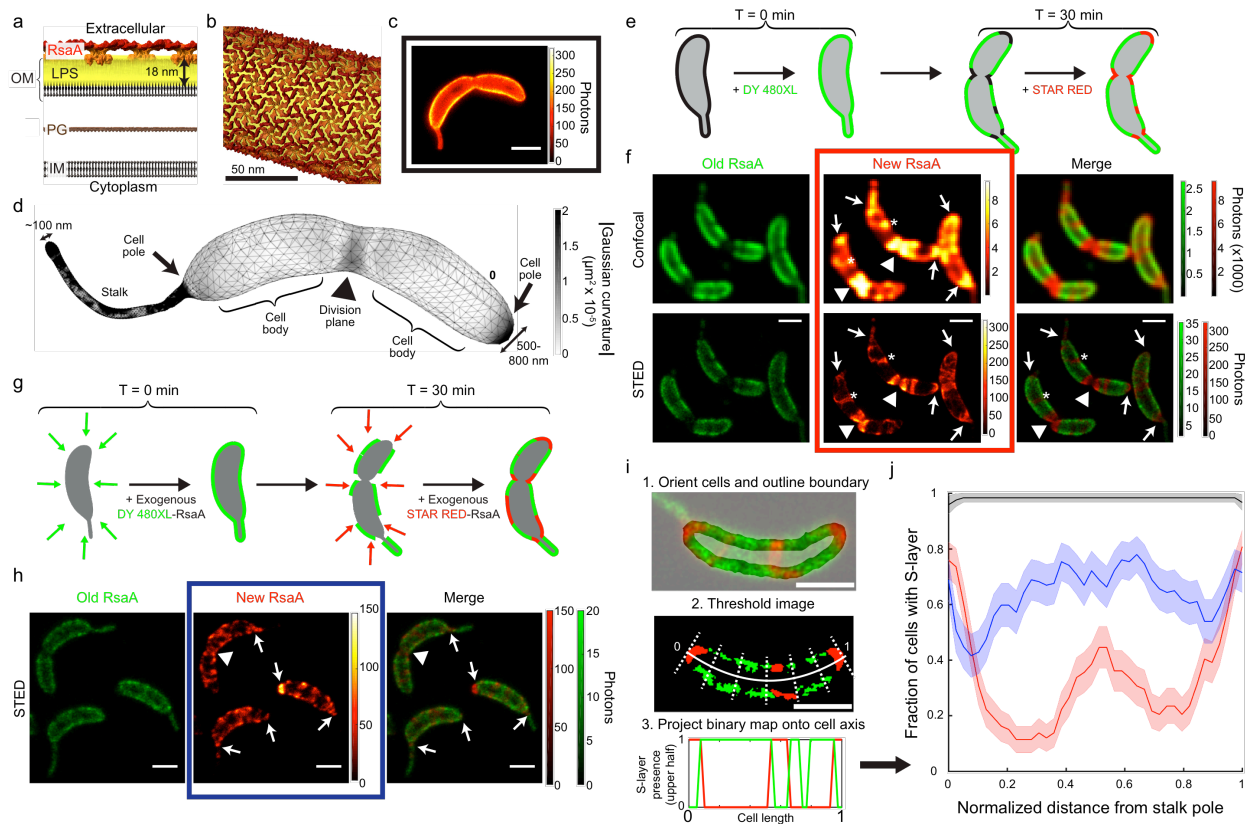 a
Extracellular
RsaA
OM
LPS
18 nm
PG
IM
Cytoplasm
b
50 nm
c
300
250
200
150
100
50
0
Photons
d
~100 nm
Cell
pole
Stalk
Cell
body
Division
plane
Cell
body
0
Cell
pole
500-
800 nm
2
1.5
1
0.5
0
|Gaussian curvature|
(µm² x 10⁻⁵)
e
T = 0 min
T = 30 min
+ DY 480XL
+ STAR RED
f
Old RsaA
New RsaA
Merge
Confocal
STED
*
*
8
6
4
2
2.5
1.5
0.5
8
6
4
2
Photons (x1000)
*
*
300
250
200
150
100
50
0
*
*
35
30
25
20
15
10
5
350
300
250
200
150
100
50
0
Photons
g
T = 0 min
T = 30 min
+ Exogenous
DY 480XL-RsaA
+ Exogenous
STAR RED-RsaA
h
Old RsaA
New RsaA
Merge
STED
150
100
50
0
150
100
50
0
20
15
10
5
0
Photons
i
1. Orient cells and outline boundary
2. Threshold image
0
1
3. Project binary map onto cell axis
S-layer
presence
(upper half)
1
0
0
Cell length
1
j
Fraction of cells with S-layer
1
0.8
0.6
0.4
0.2
0
0
0.2
0.4
0.6
0.8
1
Normalized distance from stalk pole